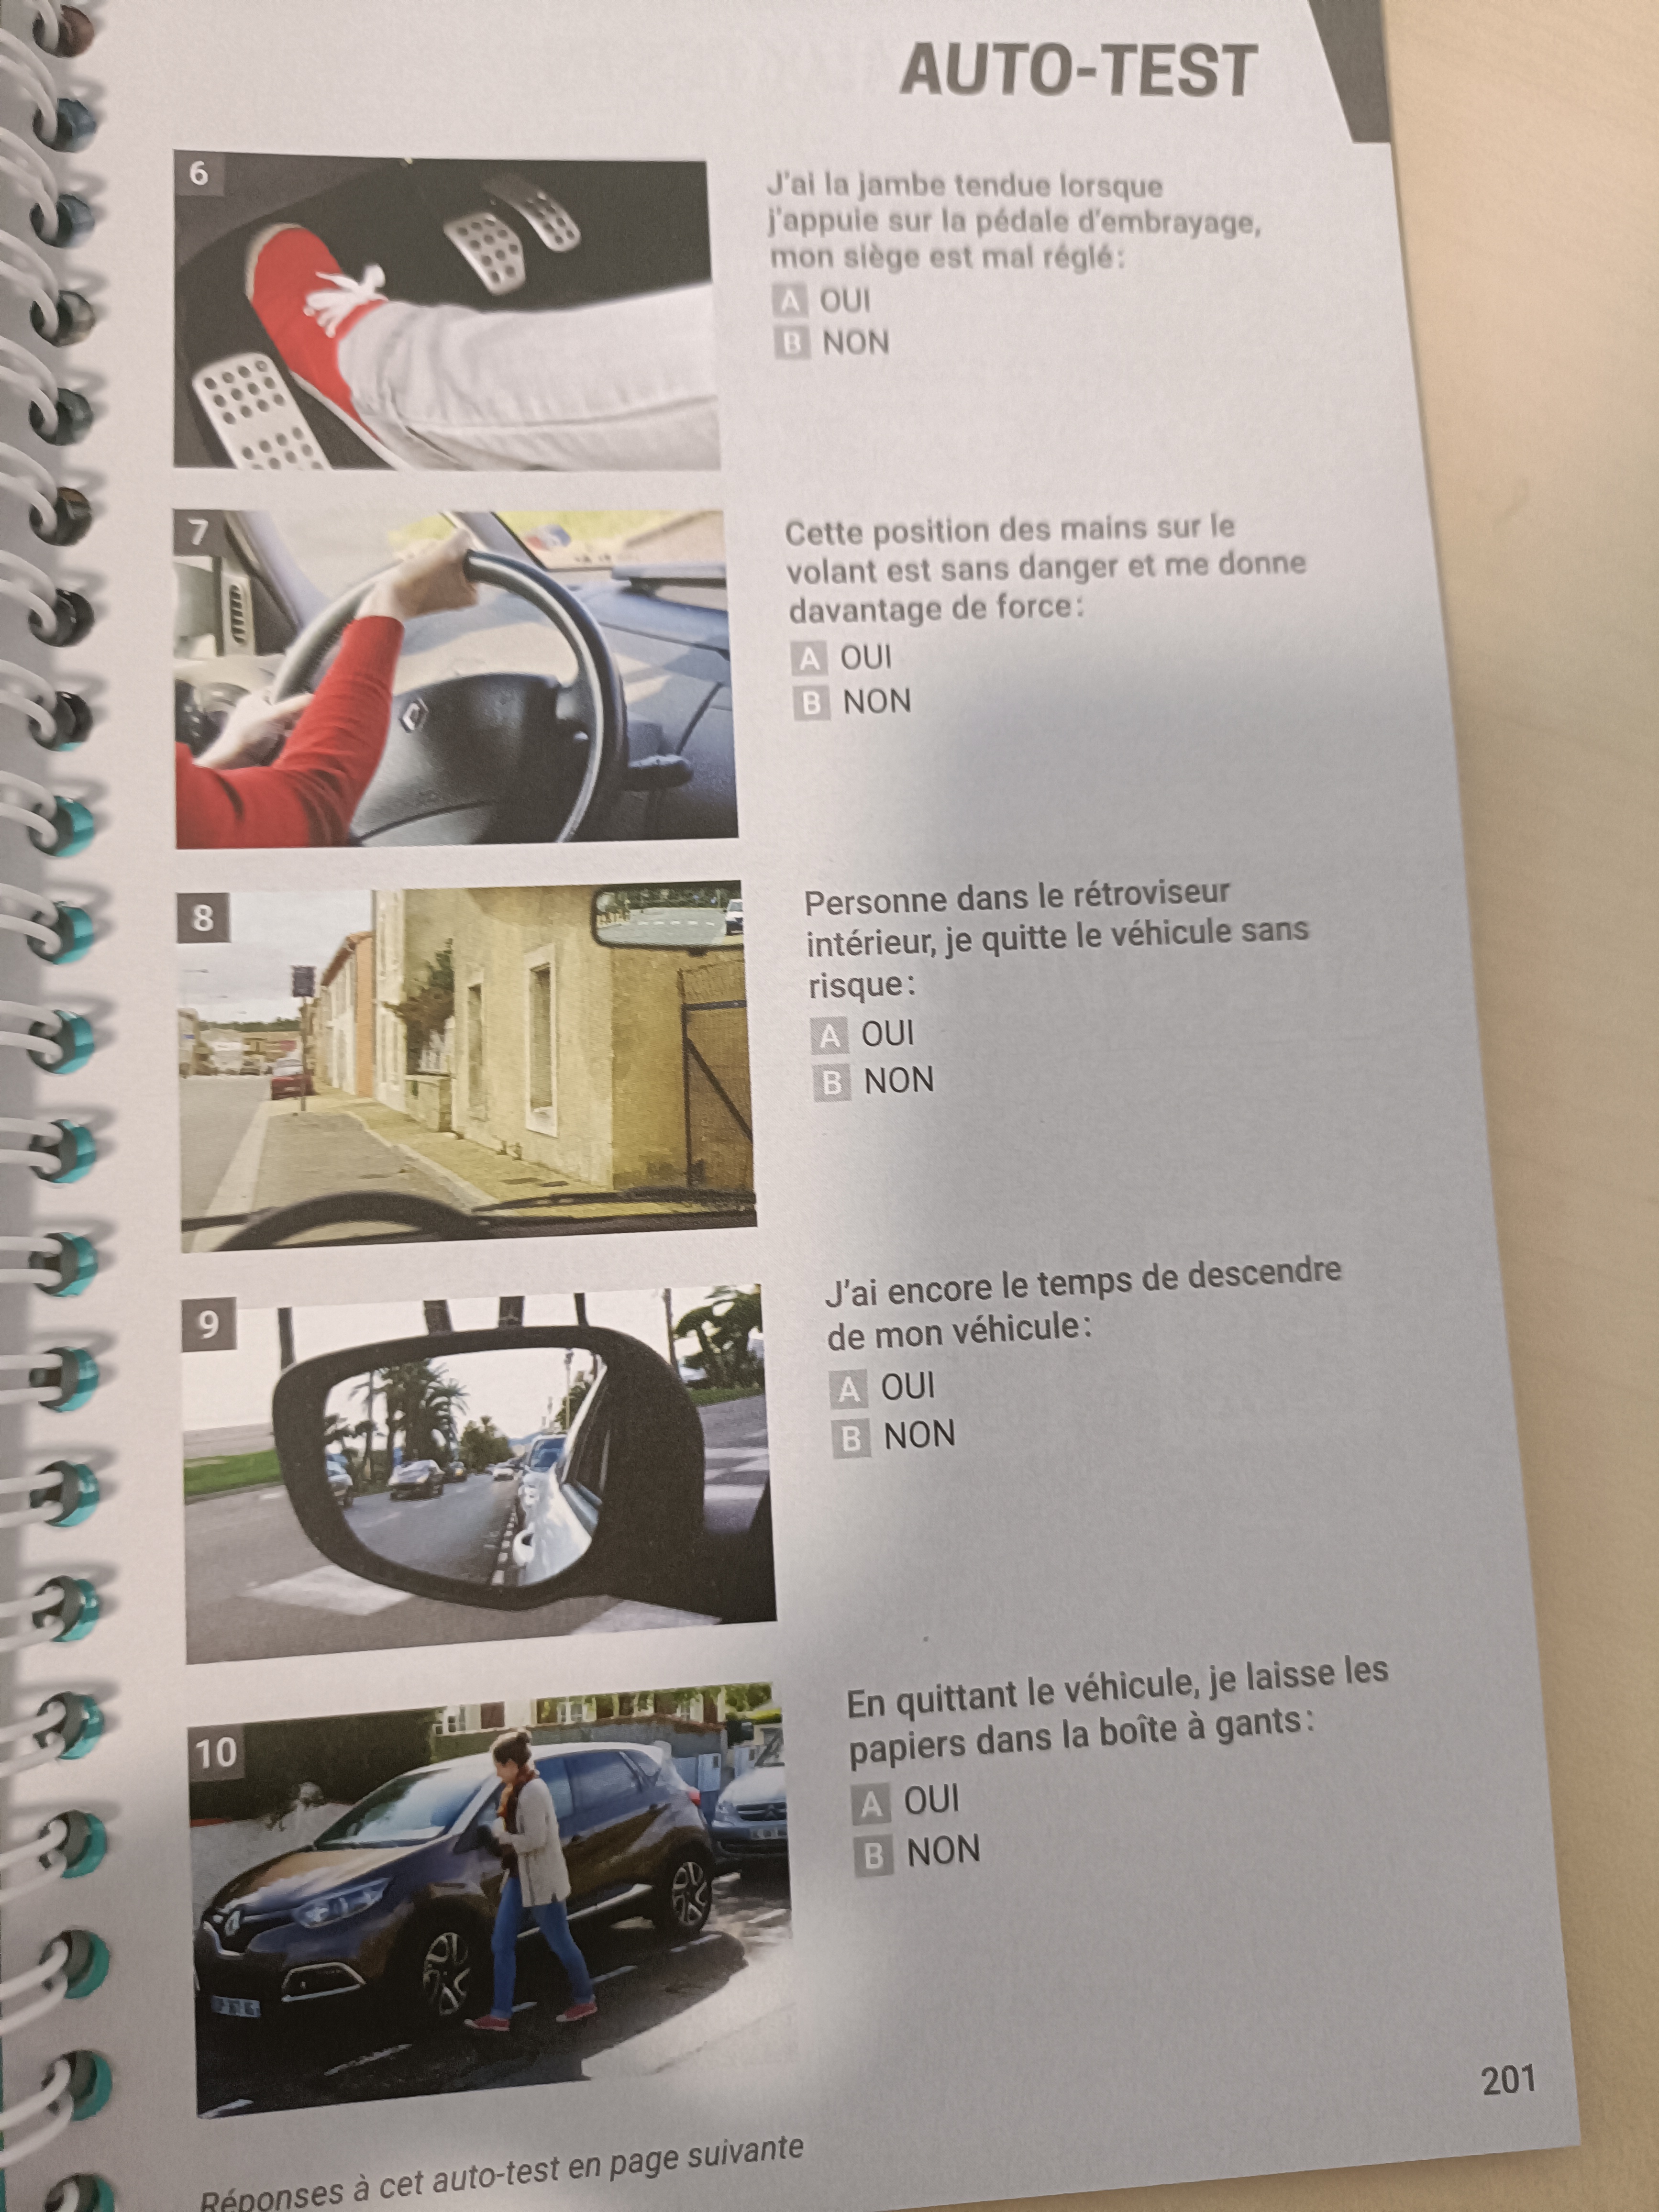 AUTO-TEST
6
J'ai la jambe tendue lorsque
j'appuie sur la pédale d'embrayage,
mon siège est mal réglé :
A OUI
B NON
7
Cette position des mains sur le
volant est sans danger et me donne
davantage de force :
A OUI
B NON
8
Personne dans le rétroviseur
intérieur, je quitte le véhicule sans
risque :
A OUI
B NON
9
J'ai encore le temps de descendre
de mon véhicule :
A OUI
B NON
10
En quittant le véhicule, je laisse les
papiers dans la boîte à gants :
A OUI
B NON
201
Réponses à cet auto-test en page suivante